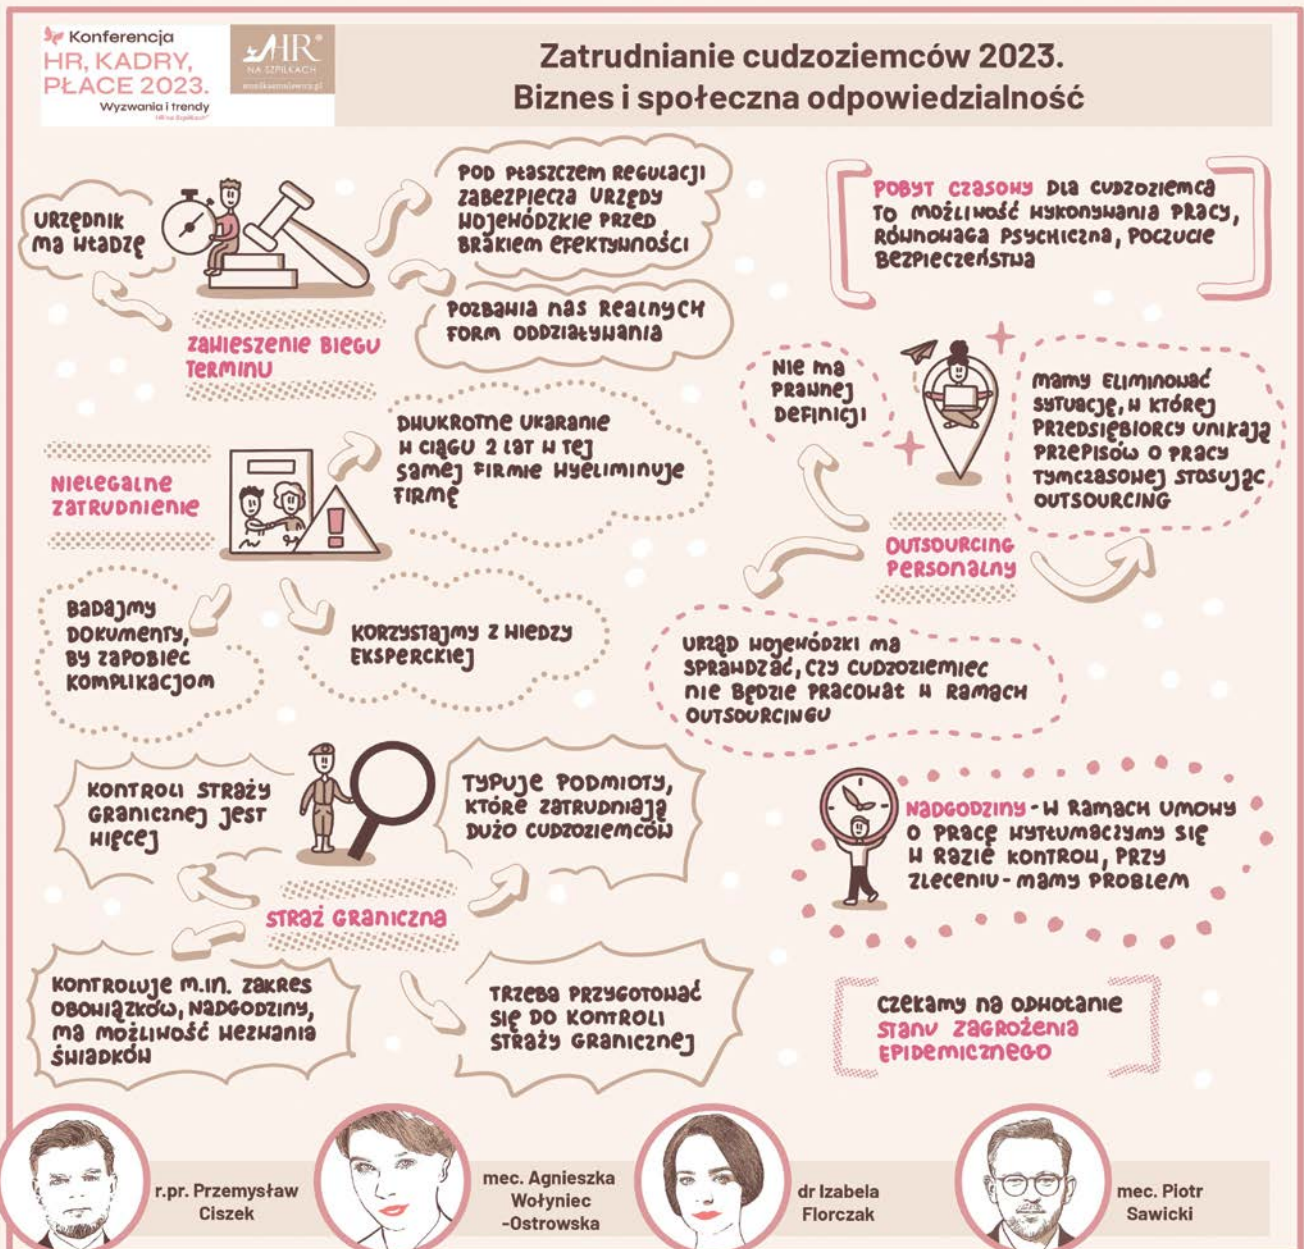 Konferencja
HR, KADRY,
PŁACE 2023.
Wyzwania i trendy
HR na Szpilkach
HR®
NA SZPILKACH
Zatrudnianie cudzoziemców 2023.
Biznes i społeczna odpowiedzialność
URZĘDNIK
MA WŁADZĘ
POD PŁASZCZEM REGULACJI
ZABEZPIECZA URZĘDY
WOJEWÓDZKIE PRZED
BRAKIEM EFEKTYWNOŚCI
POZBAWIA NAS REALNYCH
FORM ODDZIAŁYWANIA
ZAWIESZENIE BIEGU
TERMINU
NIELEGALNE
ZATRUDNIENIE
DWUKROTNE UKARANIE
W CIĄGU 2 LAT W TEJ
SAMEJ FIRMIE WYELIMINUJE
FIRMĘ
BADAJMY
DOKUMENTY,
BY ZAPOBIEC
KOMPLIKACJOM
KORZYSTAJMY Z WIEDZY
EKSPERCKIEJ
KONTROLI STRAŻY
GRANICZNEJ JEST
WIĘCEJ
TYPUJE PODMIOTY,
KTÓRE ZATRUDNIAJĄ
DUŻO CUDZOZIEMCÓW
STRAŻ GRANICZNA
KONTROLUJE M.IN. ZAKRES
OBOWIĄZKÓW, NADGODZINY,
MA MOŻLIWOŚĆ WEZWANIA
ŚWIADKÓW
TRZEBA PRZYGOTOWAĆ
SIĘ DO KONTROLI
STRAŻY GRANICZNEJ
POBYT CZASOWY DLA CUDZOZIEMCA
TO MOŻLIWOŚĆ WYKONYWANIA PRACY,
RÓWNOWAGA PSYCHICZNA, POCZUCIE
BEZPIECZEŃSTWA
NIE MA
PRAWNEJ
DEFINICJI
MAMY ELIMINOWAĆ
SYTUACJĘ, W KTÓREJ
PRZEDSIĘBIORCY UNIKAJĄ
PRZEPISÓW O PRACY
TYMCZASOWEJ STOSUJĄC
OUTSOURCING
OUTSOURCING
PERSONALNY
URZĄD WOJEWÓDZKI MA
SPRAWDZAĆ, CZY CUDZOZIEMIEC
NIE BĘDZIE PRACOWAŁ W RAMACH
OUTSOURCINGU
NADGODZINY - W RAMACH UMOWY
O PRACĘ WYTŁUMACZYMY SIĘ
W RAZIE KONTROLI, PRZY
ZLECENIU - MAMY PROBLEM
CZEKAMY NA ODWOŁANIE
STANU ZAGROŻENIA
EPIDEMICZNEGO
r.pr. Przemysław
Ciszek
mec. Agnieszka
Wołyniec
-Ostrowska
dr Izabela
Florczak
mec. Piotr
Sawicki